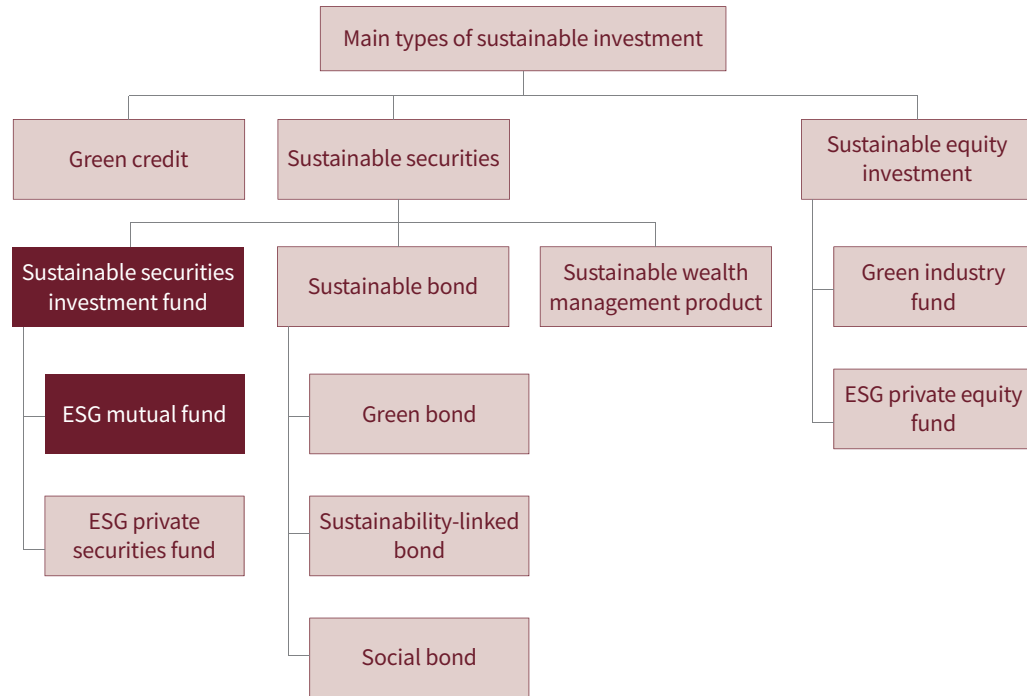 Main types of sustainable investment
Green credit
Sustainable securities
Sustainable equity
investment
Sustainable securities
investment fund
Sustainable bond
Sustainable wealth
management product
Green industry
fund
ESG mutual fund
Green bond
ESG private equity
fund
ESG private
securities fund
Sustainability-linked
bond
Social bond